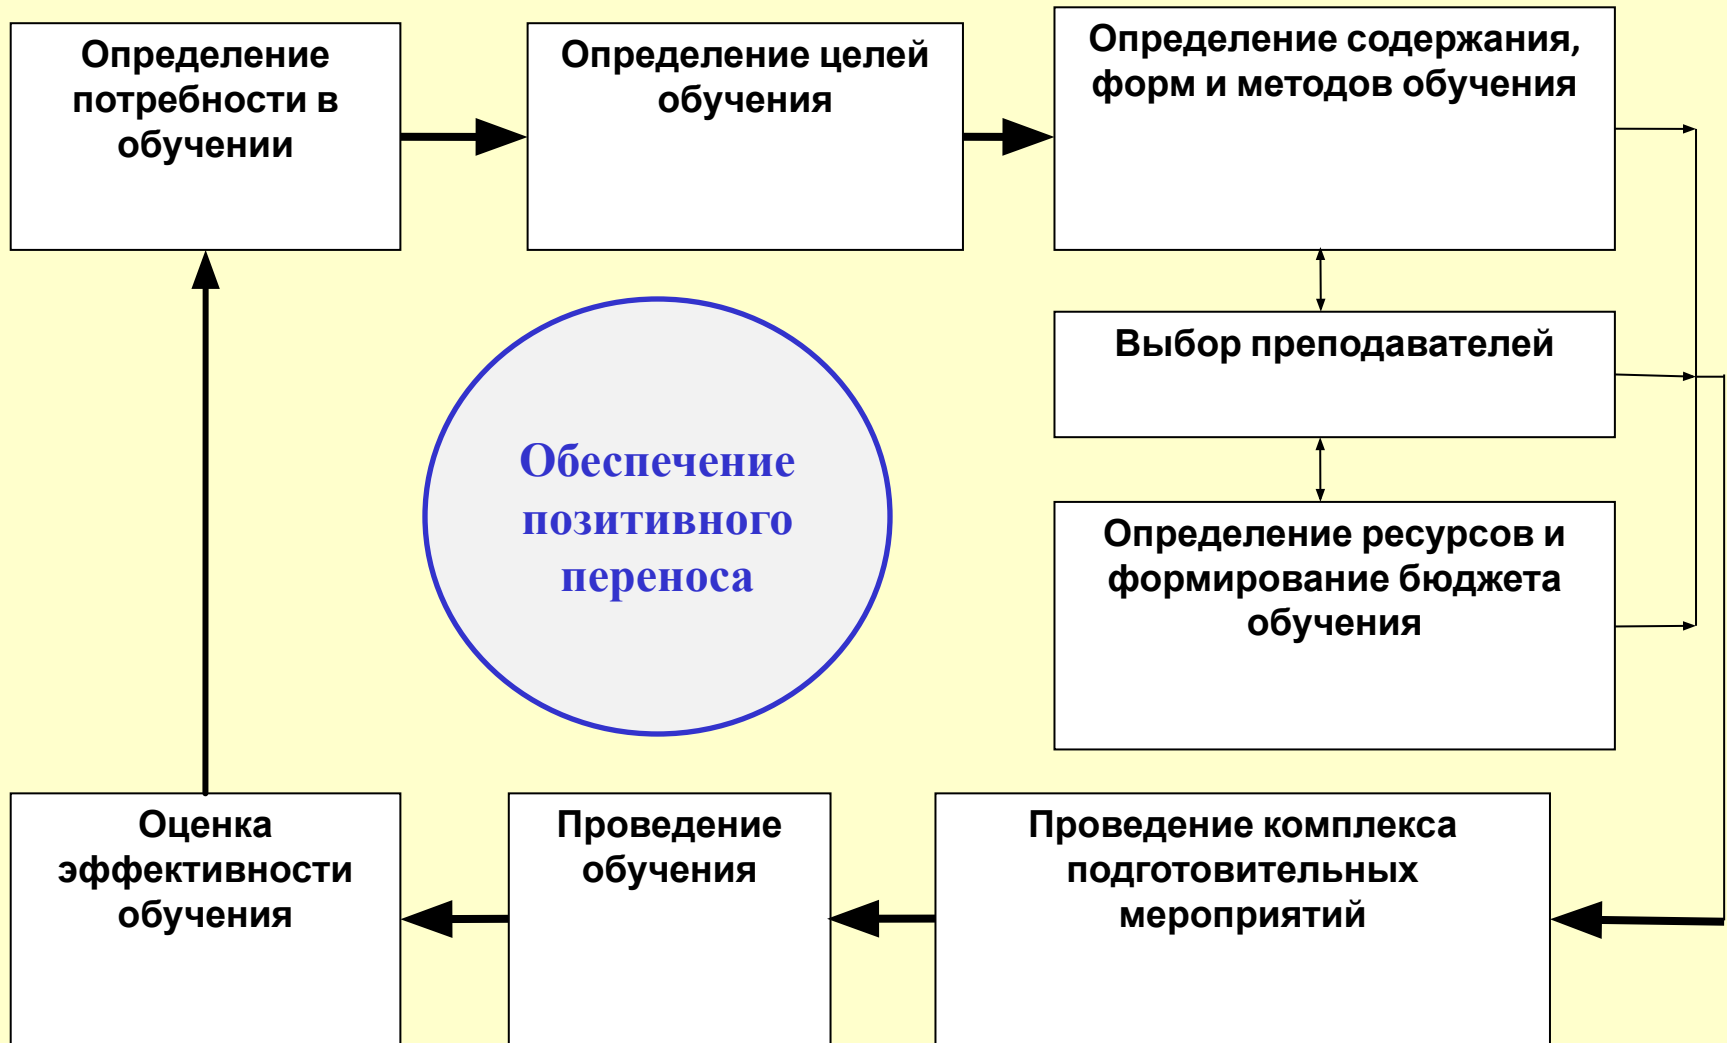 Определение
потребности в
обучении
Определение целей
обучения
Определение содержания,
форм и методов обучения
Выбор преподавателей
Определение ресурсов и
формирование бюджета
обучения
Обеспечение
позитивного
переноса
Оценка
эффективности
обучения
Проведение
обучения
Проведение комплекса
подготовительных
мероприятий